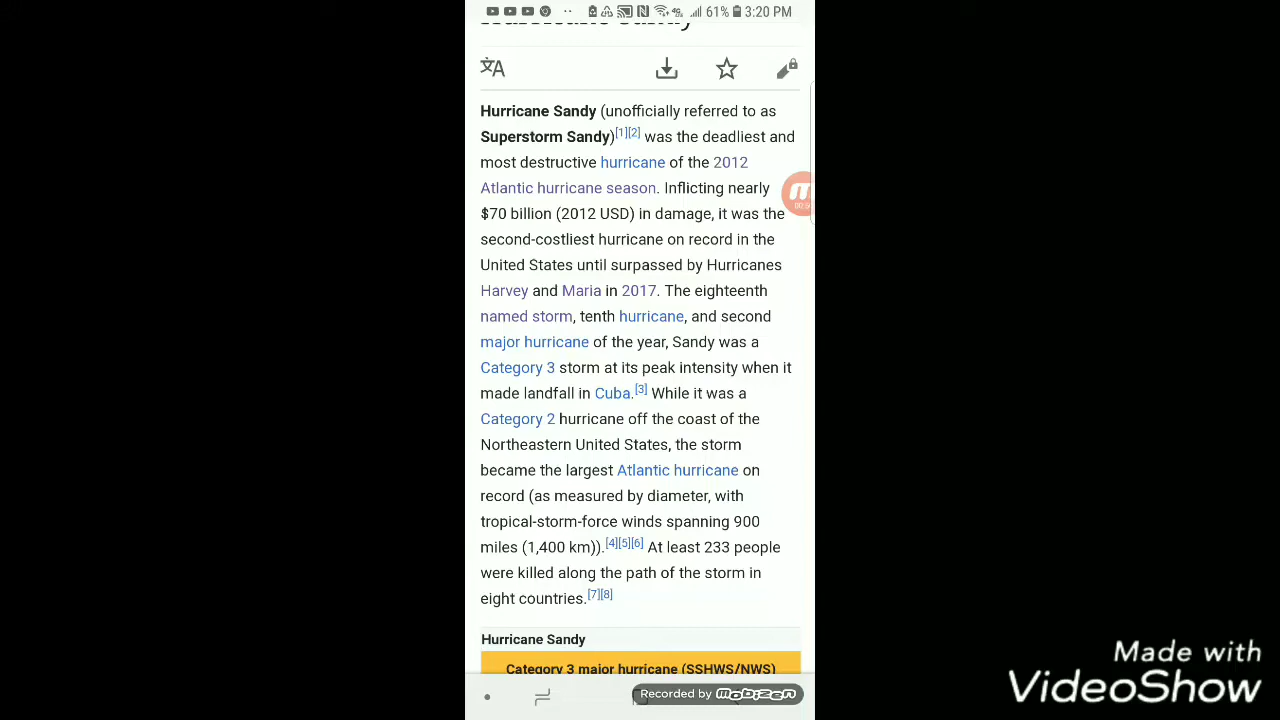 61% 3:20 PM
Hurricane Sandy (unofficially referred to as
Superstorm Sandy)[1][2] was the deadliest and
most destructive hurricane of the 2012
Atlantic hurricane season. Inflicting nearly
$70 billion (2012 USD) in damage, it was the
second-costliest hurricane on record in the
United States until surpassed by Hurricanes
Harvey and Maria in 2017. The eighteenth
named storm, tenth hurricane, and second
major hurricane of the year, Sandy was a
Category 3 storm at its peak intensity when it
made landfall in Cuba.[3] While it was a
Category 2 hurricane off the coast of the
Northeastern United States, the storm
became the largest Atlantic hurricane on
record (as measured by diameter, with
tropical-storm-force winds spanning 900
miles (1,400 km)).[4][5][6] At least 233 people
were killed along the path of the storm in
eight countries.[7][8]
Hurricane Sandy
Category 3 major hurricane (SSHWS/NWS)
Recorded by mobizen
Made with
VideoShow